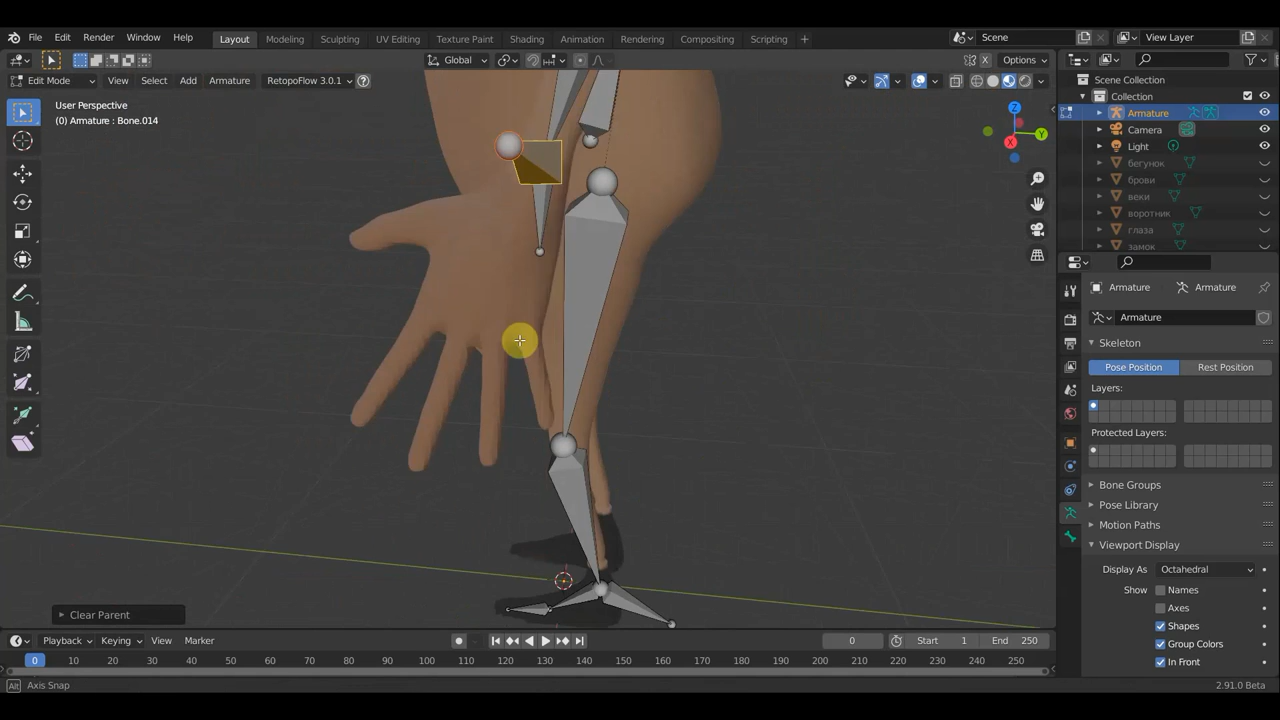 File Edit Render Window Help Layout Modeling Sculpting UV Editing Texture Paint Shading Animation Rendering Compositing Scripting + Scene View Layer
Global Options
Edit Mode View Select Add Armature RetopoFlow 3.0.1 ?
Scene Collection
Collection
Armature
Camera
Light
бегунок
брови
веки
воротник
глаза
замок
User Perspective
(0) Armature : Bone.014
Z
Y
X
Armature Armature
Armature
Skeleton
Pose Position Rest Position
Layers:
Protected Layers:
Bone Groups
Pose Library
Motion Paths
Viewport Display
Display As Octahedral
Show Names
Axes
Shapes
Group Colors
In Front
Clear Parent
Playback Keying View Marker 0 Start 1 End 250
0 10 20 30 40 50 60 70 80 90 100 110 120 130 140 150 160 170 180 190 200 210 220 230 240 250
Alt Axis Snap 2.91.0 Beta